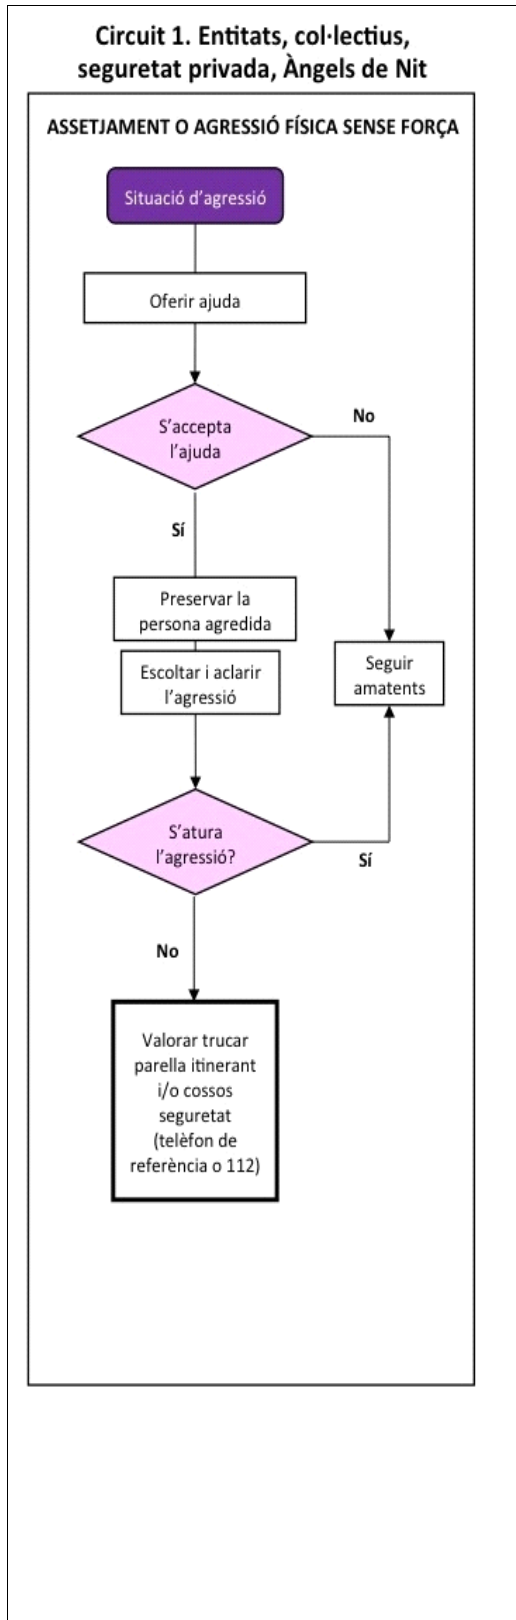 Circuit 1. Entitats, col·lectius,
seguretat privada, Àngels de Nit
ASSETJAMENT O AGRESSIÓ FÍSICA SENSE FORÇA
Situació d'agressió
Oferir ajuda
S'accepta
l'ajuda
No
Sí
Preservar la
persona agredida
Escoltar i aclarir
l'agressió
Seguir
amatents
S'atura
l'agressió?
Sí
No
Valorar trucar
parella itinerant
i/o cossos
seguretat
(telèfon de
referència o 112)